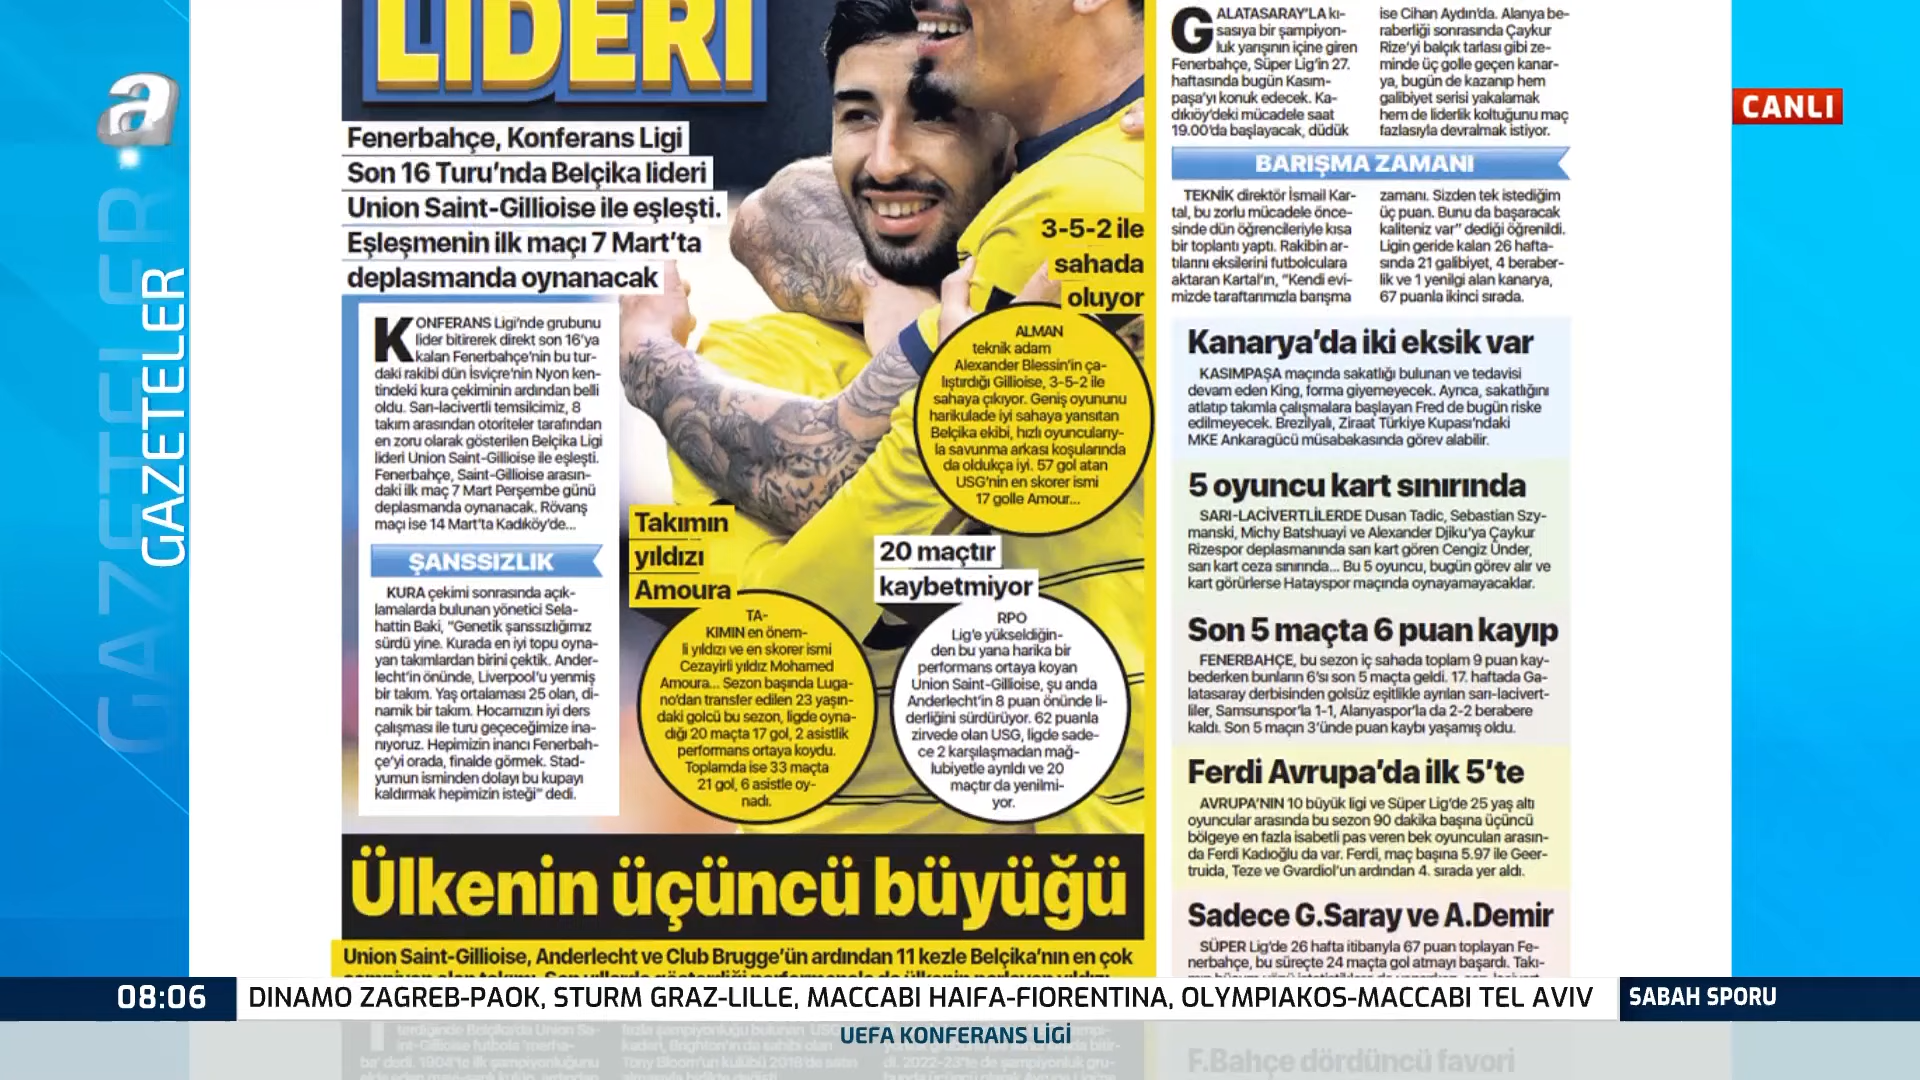 LİDERİ
Fenerbahçe, Konferans Ligi
Son 16 Turu’nda Belçika lideri
Union Saint-Gillioise ile eşleşti.
Eşleşmenin ilk maçı 7 Mart’ta
deplasmanda oynanacak
KONFERANS Ligi’nde grubunu
lider bitirerek direkt son 16’ya
kalan Fenerbahçe’nin bu tur-
daki rakibi dün İsviçre’nin Nyon ken-
tindeki kura çekiminin ardından belli
oldu. Sarı-lacivertli temsilcimiz, 8
takım arasından otoriteler tarafından
en zoru olarak gösterilen Belçika Ligi
lideri Union Saint-Gillioise ile eşleşti.
Fenerbahçe, Saint-Gillioise arasın-
daki ilk maç 7 Mart Perşembe günü
deplasmanda oynanacak. Rövanş
maçı ise 14 Mart’ta Kadıköy’de...
ŞANSSIZLIK
KURA çekimi sonrasında açık-
lamalarda bulunan yönetici Sela-
hattin Baki, “Genetik şanssızlığımız
sürdü yine. Kurada en iyi topu oyna-
yan takımlardan birini çektik. Ander-
lecht’in önünde, Liverpool’u yenmiş
bir takım. Yaş ortalaması 25 olan, di-
namik bir takım. Hocamızın iyi ders
çalışması ile turu geçeceğimize ina-
nıyoruz. Hepimizin inancı Fenerbah-
çe’yi orada, finalde görmek. Stad-
yumun isminden dolayı bu kupayı
kaldırmak hepimizin isteği” dedi.
3-5-2 ile
sahada
oluyor
ALMAN
teknik adam
Alexander Blessin’in ça-
lıştırdığı Gillioise, 3-5-2 ile
sahaya çıkıyor. Geniş oyununu
harikulade iyi sahaya yansıtan
Belçika ekibi, hızlı oyuncularıy-
la savunma arkası koşularında
da oldukça iyi. 57 gol atan
USG’nin en skorer ismi
17 golle Amour...
Takımın
yıldızı
Amoura
TA-
KIMIN en önem-
li yıldızı ve en skorer ismi
Cezayirli yıldız Mohamed
Amoura... Sezon başında Luga-
no’dan transfer edilen 23 yaşın-
daki golcü bu sezon, ligde oyna-
dığı 20 maçta 17 gol, 2 asistlik
performans ortaya koydu.
Toplamda ise 33 maçta
21 gol, 6 asistle oy-
nadı.
20 maçtır
kaybetmiyor
RPO
Lig’e yükseldiğin-
den bu yana harika bir
performans ortaya koyan
Union Saint-Gillioise, şu anda
Anderlecht’in 8 puan önünde li-
derliğini sürdürüyor. 62 puanla
zirvede olan USG, ligde sade-
ce 2 karşılaşmadan mağ-
lubiyetle ayrıldı ve 20
maçtır da yenilmi-
yor.
Ülkenin üçüncü büyüğü
Union Saint-Gillioise, Anderlecht ve Club Brugge’ün ardından 11 kezle Belçika’nın en çok
şampiyon olan takımı. Son yıllarda gösterdiği performansla da ülkenin parlayan yıldızı
GALATASARAY’LA kı-
sasıya bir şampiyon-
luk yarışının içine giren
Fenerbahçe, Süper Lig’in 27.
haftasında bugün Kasım-
paşa’yı konuk edecek. Ka-
dıköy’deki mücadele saat
19.00’da başlayacak, düdük
ise Cihan Aydın’da. Alanya be-
raberliği sonrasında Çaykur
Rize’yi balçık tarlası gibi ze-
minde üç golle geçen kanar-
ya, bugün de kazanıp hem
galibiyet serisi yakalamak
hem de liderlik koltuğunu maç
fazlasıyla devralmak istiyor.
BARIŞMA ZAMANI
TEKNİK direktör İsmail Kar-
tal, bu zorlu mücadele önce-
sinde dün öğrencileriyle kısa
bir toplantı yaptı. Rakibin ar-
tılarını eksilerini futbolculara
aktaran Kartal’ın, “Kendi evi-
mizde taraftarımızla barışma
zamanı. Sizden tek istediğim
üç puan. Bunu da başaracak
kaliteniz var” dediği öğrenildi.
Ligin geride kalan 26 hafta-
sında 21 galibiyet, 4 beraber-
lik ve 1 yenilgi alan kanarya,
67 puanla ikinci sırada.
Kanarya’da iki eksik var
KASIMPAŞA maçında sakatlığı bulunan ve tedavisi
devam eden King, forma giyemeyecek. Ayrıca, sakatlığını
atlatıp takımla çalışmalara başlayan Fred de bugün riske
edilmeyecek. Brezilyalı, Ziraat Türkiye Kupası’ndaki
MKE Ankaragücü müsabakasında görev alabilir.
5 oyuncu kart sınırında
SARI-LACİVERTLİLERDE Dusan Tadic, Sebastian Szy-
manski, Michy Batshuayi ve Alexander Djiku’ya Çaykur
Rizespor deplasmanında sarı kart gören Cengiz Ünder,
sarı kart ceza sınırında... Bu 5 oyuncu, bugün görev alır ve
kart görürlerse Hatayspor maçında oynayamayacaklar.
Son 5 maçta 6 puan kayıp
FENERBAHÇE, bu sezon iç sahada toplam 9 puan kay-
bederken bunların 6’sı son 5 maçta geldi. 17. haftada Ga-
latasaray derbisinden golsüz eşitlikle ayrılan sarı-lacivert-
liler, Samsunspor’la 1-1, Alanyaspor’la da 2-2 berabere
kaldı. Son 5 maçın 3’ünde puan kaybı yaşamış oldu.
Ferdi Avrupa’da ilk 5’te
AVRUPA’NIN 10 büyük ligi ve Süper Lig’de 25 yaş altı
oyuncular arasında bu sezon 90 dakika başına üçüncü
bölgeye en fazla isabetli pas veren bek oyuncuları arasın-
da Ferdi Kadıoğlu da var. Ferdi, maç başına 5.97 ile Geer-
truida, Teze ve Gvardiol’un ardından 4. sırada yer aldı.
Sadece G.Saray ve A.Demir
SÜPER Lig’de 26 hafta itibarıyla 67 puan toplayan Fe-
nerbahçe, bu süreçte 24 maçta gol atmayı başardı. Takı-
F.Bahçe dördüncü favori
a
GAZETELER
GAZETELER
CANLI
08:06
DINAMO ZAGREB-PAOK, STURM GRAZ-LILLE, MACCABI HAIFA-FIORENTINA, OLYMPIAKOS-MACCABI TEL AVIV
SABAH SPORU
UEFA KONFERANS LİGİ